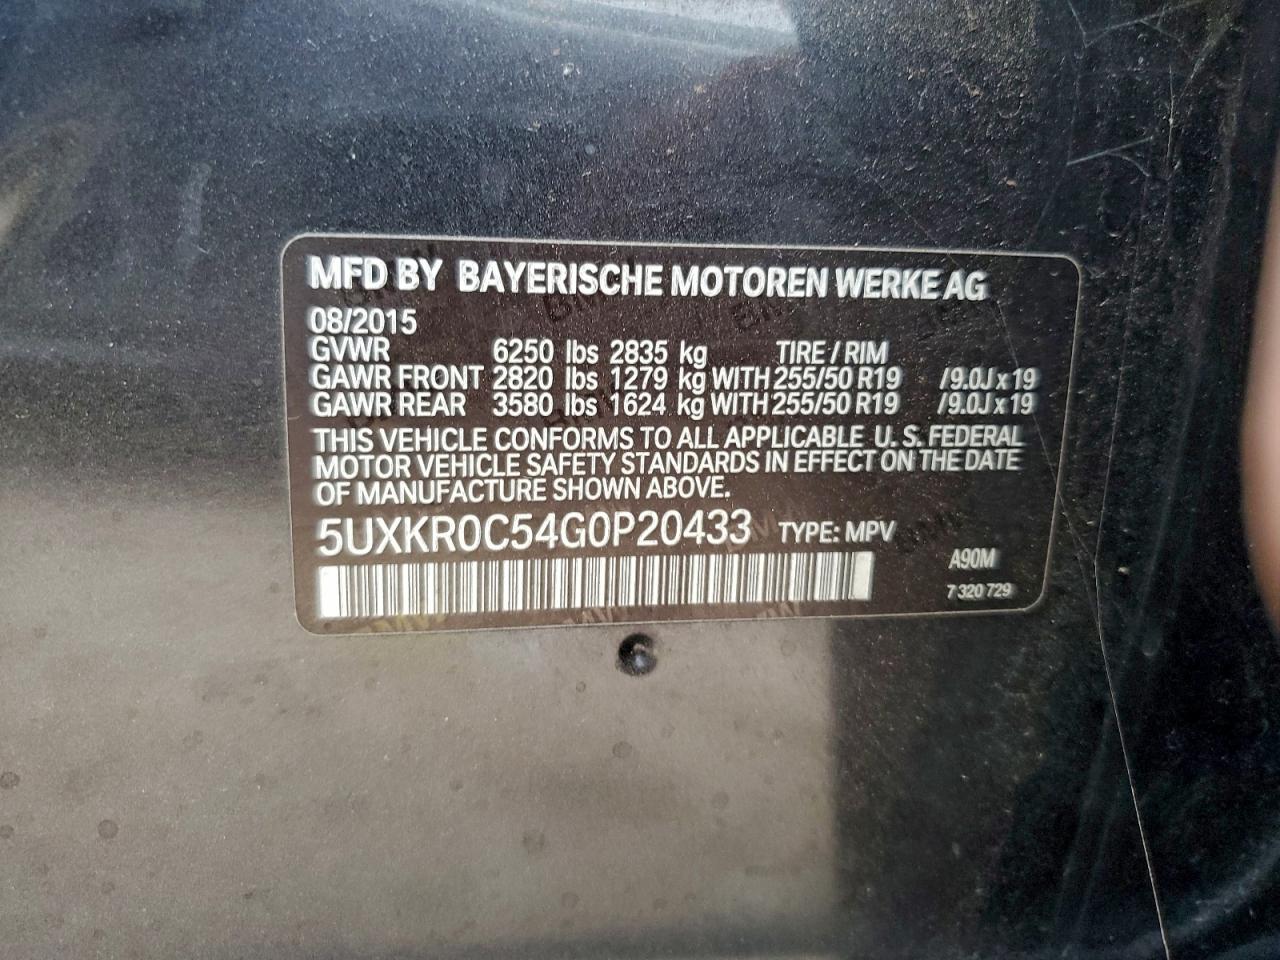 MFD BY BAYERISCHE MOTOREN WERKE AG
08/2015
GVWR 6250 lbs 2835 kg TIRE / RIM
GAWR FRONT 2820 lbs 1279 kg WITH 255/50 R19 /9.0J x 19
GAWR REAR 3580 lbs 1624 kg WITH 255/50 R19 /9.0J x 19
THIS VEHICLE CONFORMS TO ALL APPLICABLE U. S. FEDERAL
MOTOR VEHICLE SAFETY STANDARDS IN EFFECT ON THE DATE
OF MANUFACTURE SHOWN ABOVE.
5UXKR0C54G0P20433 TYPE: MPV
A90M
7 320 729